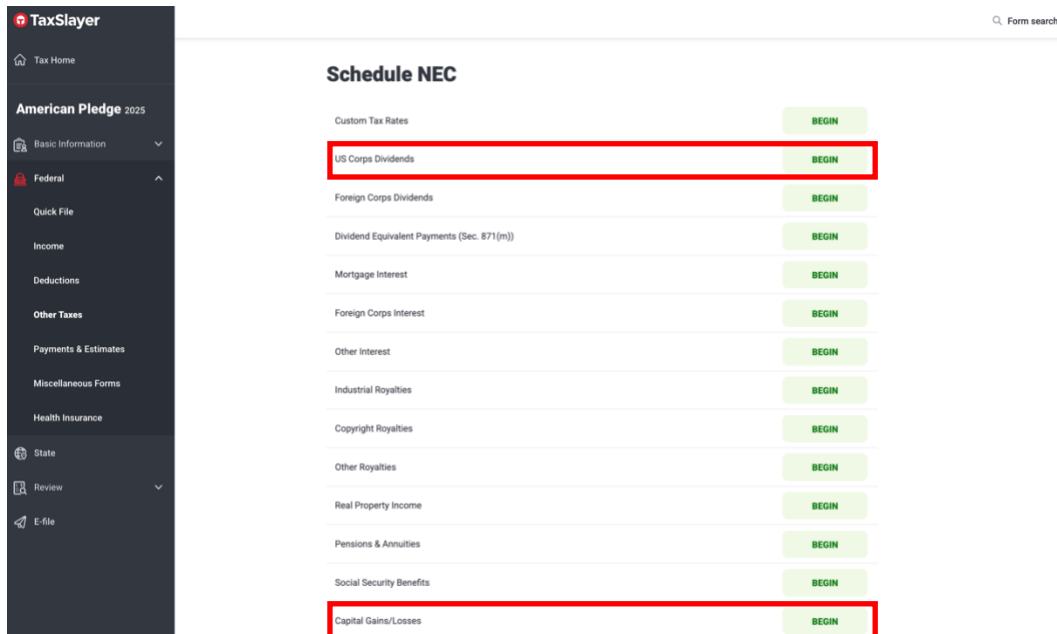 TaxSlayer
Form search
Tax Home
American Pledge 2025
Basic Information
Federal
Quick File
Income
Deductions
Other Taxes
Payments & Estimates
Miscellaneous Forms
Health Insurance
State
Review
E-file
Schedule NEC
Custom Tax Rates BEGIN
US Corps Dividends BEGIN
Foreign Corps Dividends BEGIN
Dividend Equivalent Payments (Sec. 871(m)) BEGIN
Mortgage Interest BEGIN
Foreign Corps Interest BEGIN
Other Interest BEGIN
Industrial Royalties BEGIN
Copyright Royalties BEGIN
Other Royalties BEGIN
Real Property Income BEGIN
Pensions & Annuities BEGIN
Social Security Benefits BEGIN
Capital Gains/Losses BEGIN